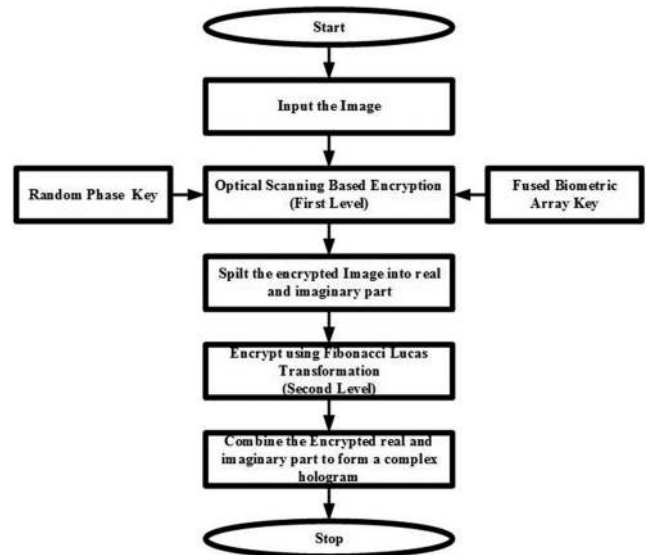 Start
Input the Image
Random Phase Key
Optical Scanning Based Encryption
(First Level)
Fused Biometric
Array Key
Spilt the encrypted Image into real
and imaginary part
Encrypt using Fibonacci Lucas
Transformation
(Second Level)
Combine the Encrypted real and
imaginary part to form a complex
hologram
Stop